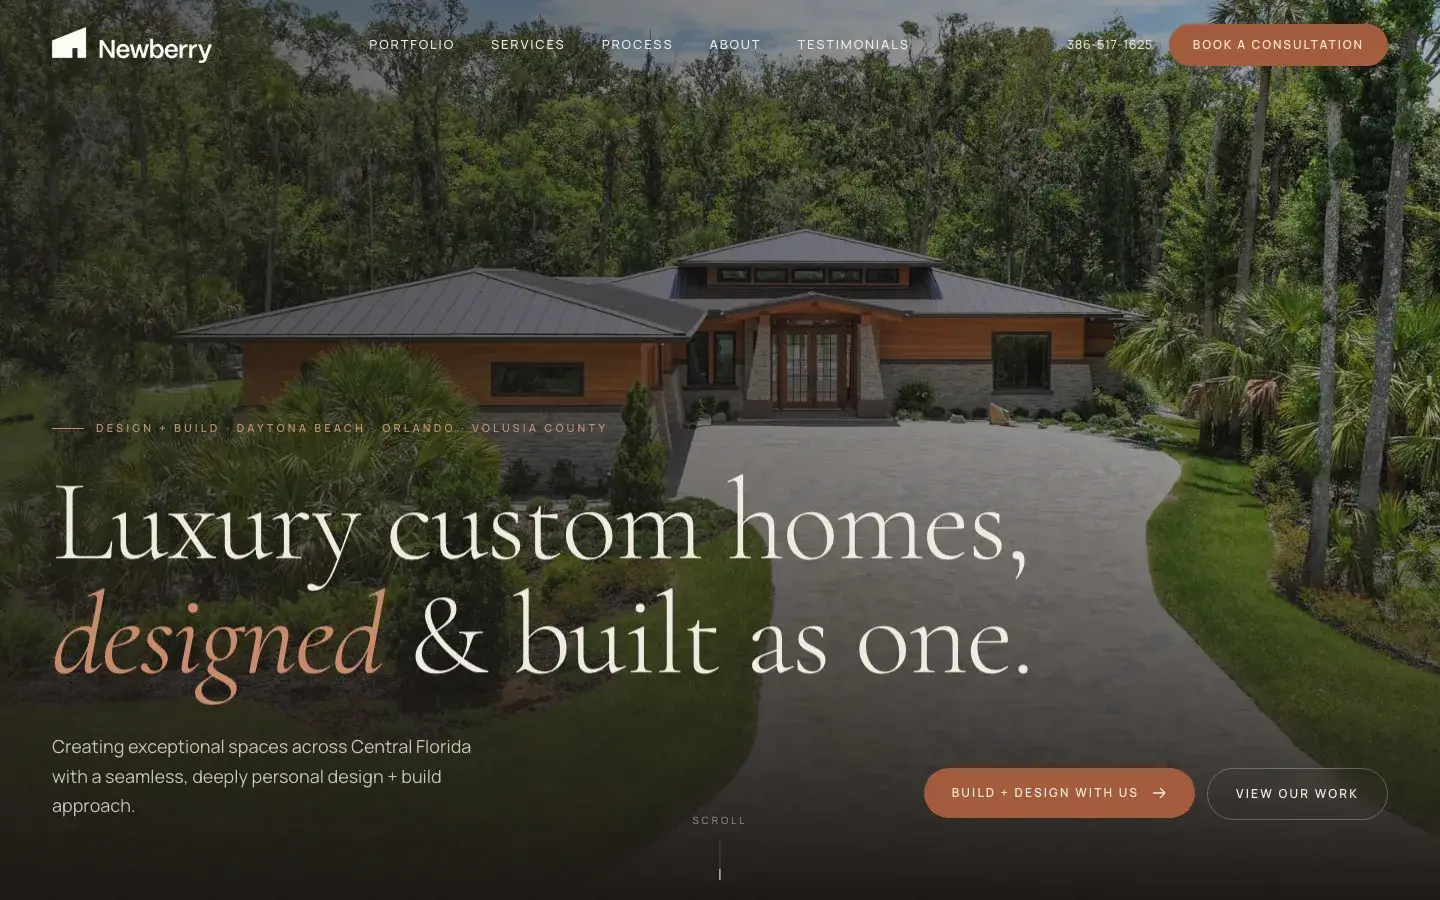 Newberry
PORTFOLIO SERVICES PROCESS ABOUT TESTIMONIALS
386-517-1625
BOOK A CONSULTATION
DESIGN + BUILD · DAYTONA BEACH · ORLANDO · VOLUSIA COUNTY
Luxury custom homes,
designed & built as one.
Creating exceptional spaces across Central Florida
with a seamless, deeply personal design + build
approach.
BUILD + DESIGN WITH US →
VIEW OUR WORK
SCROLL